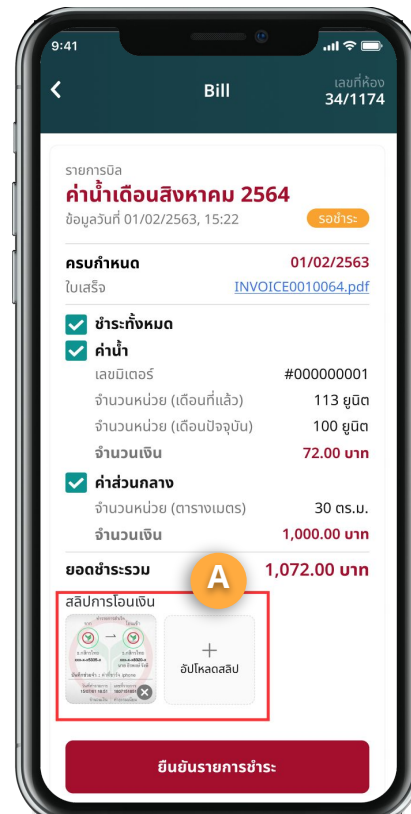 9:41
Bill
เลขที่ห้อง
34/1174
รายการบิล
ค่าน้ำเดือนสิงหาคม 2564
ข้อมูลวันที่ 01/02/2563, 15:22
รอชำระ
ครบกำหนด 01/02/2563
ใบเสร็จ INVOICE0010064.pdf
ชำระทั้งหมด
ค่าน้ำ
เลขมิเตอร์ #000000001
จำนวนหน่วย (เดือนที่แล้ว) 113 ยูนิต
จำนวนหน่วย (เดือนปัจจุบัน) 100 ยูนิต
จำนวนเงิน 72.00 บาท
ค่าส่วนกลาง
จำนวนหน่วย (ตารางเมตร) 30 ตร.ม.
จำนวนเงิน 1,000.00 บาท
ยอดชำระรวม 1,072.00 บาท
A
สลิปการโอนเงิน
อัปโหลดสลิป
ยืนยันรายการชำระ